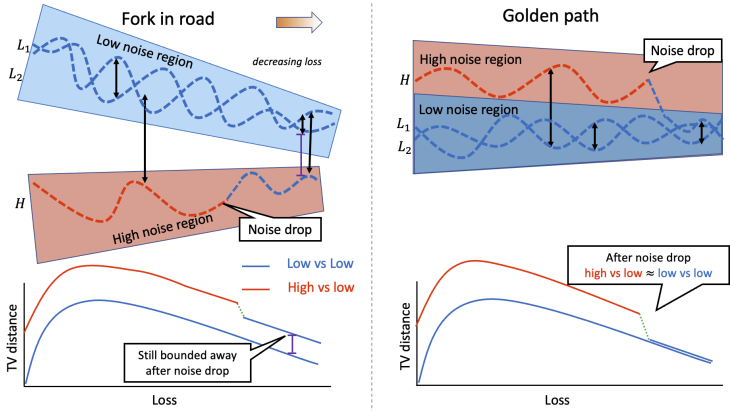 Fork in road
decreasing loss
L1
L2
Low noise region
H
High noise region
Noise drop
Low vs Low
High vs low
TV distance
Still bounded away
after noise drop
Loss
Golden path
H
High noise region
Noise drop
Low noise region
L1
L2
After noise drop
high vs low ≈ low vs low
TV distance
Loss